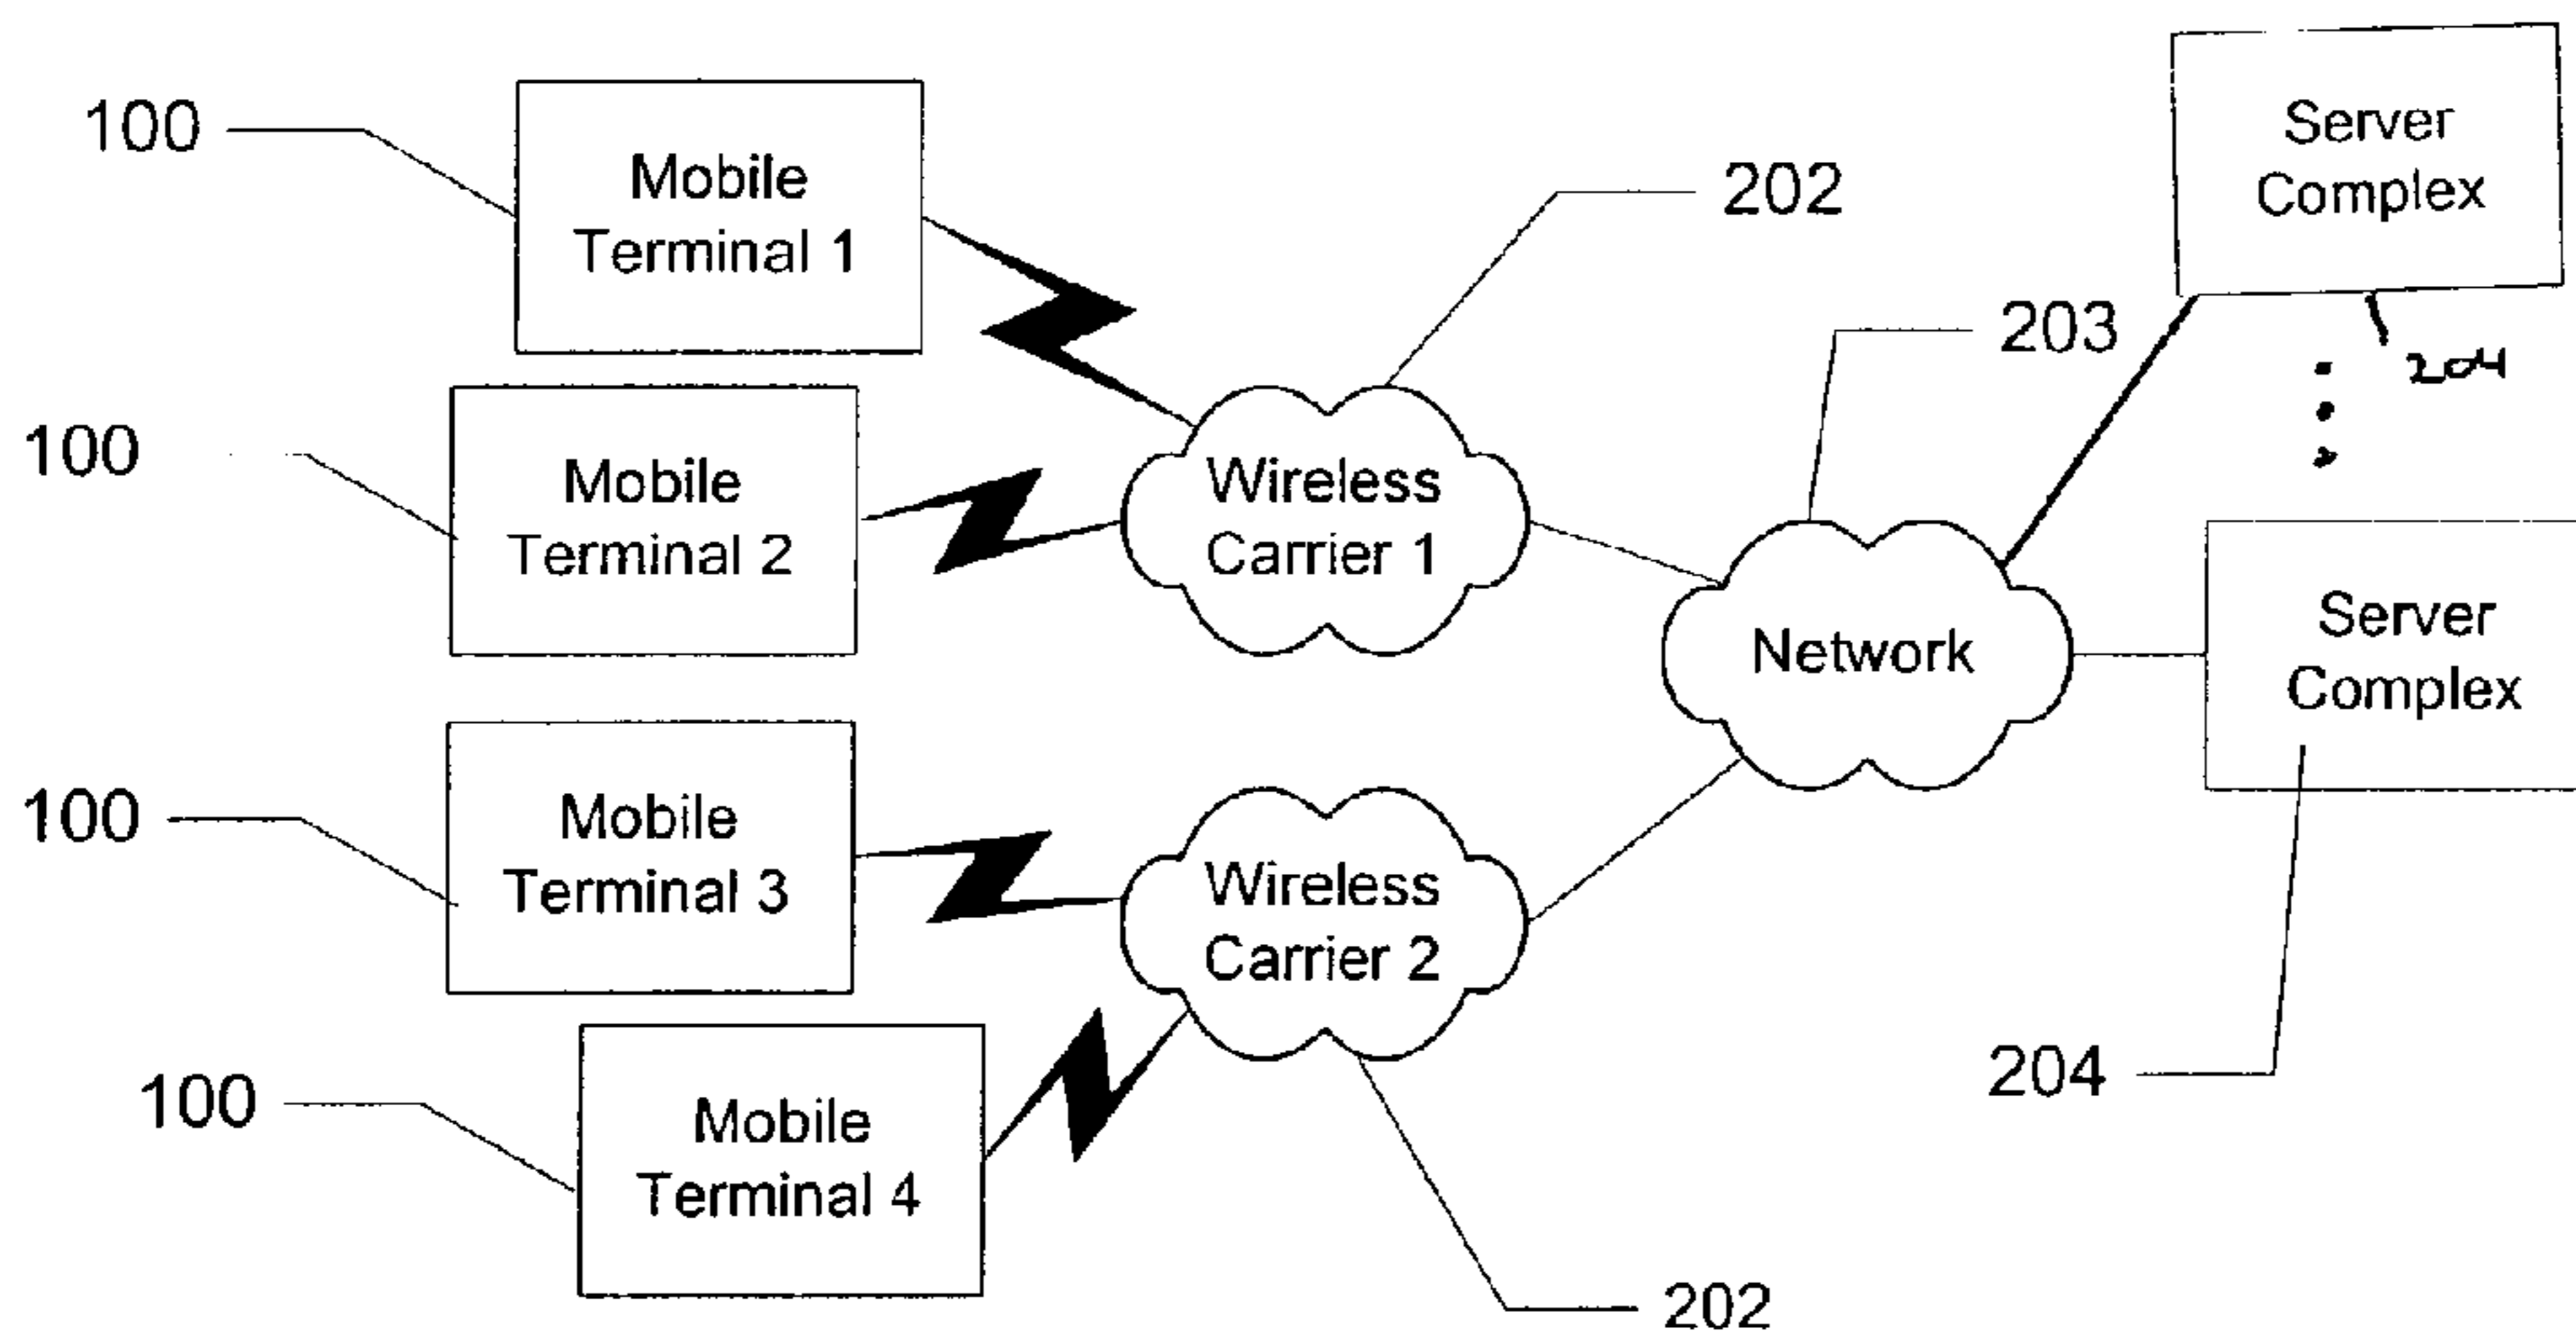 100
Mobile
Terminal 1
202
Server
Complex
204
203
100
Mobile
Terminal 2
Wireless
Carrier 1
Network
Server
Complex
100
Mobile
Terminal 3
Wireless
Carrier 2
204
100
Mobile
Terminal 4
202